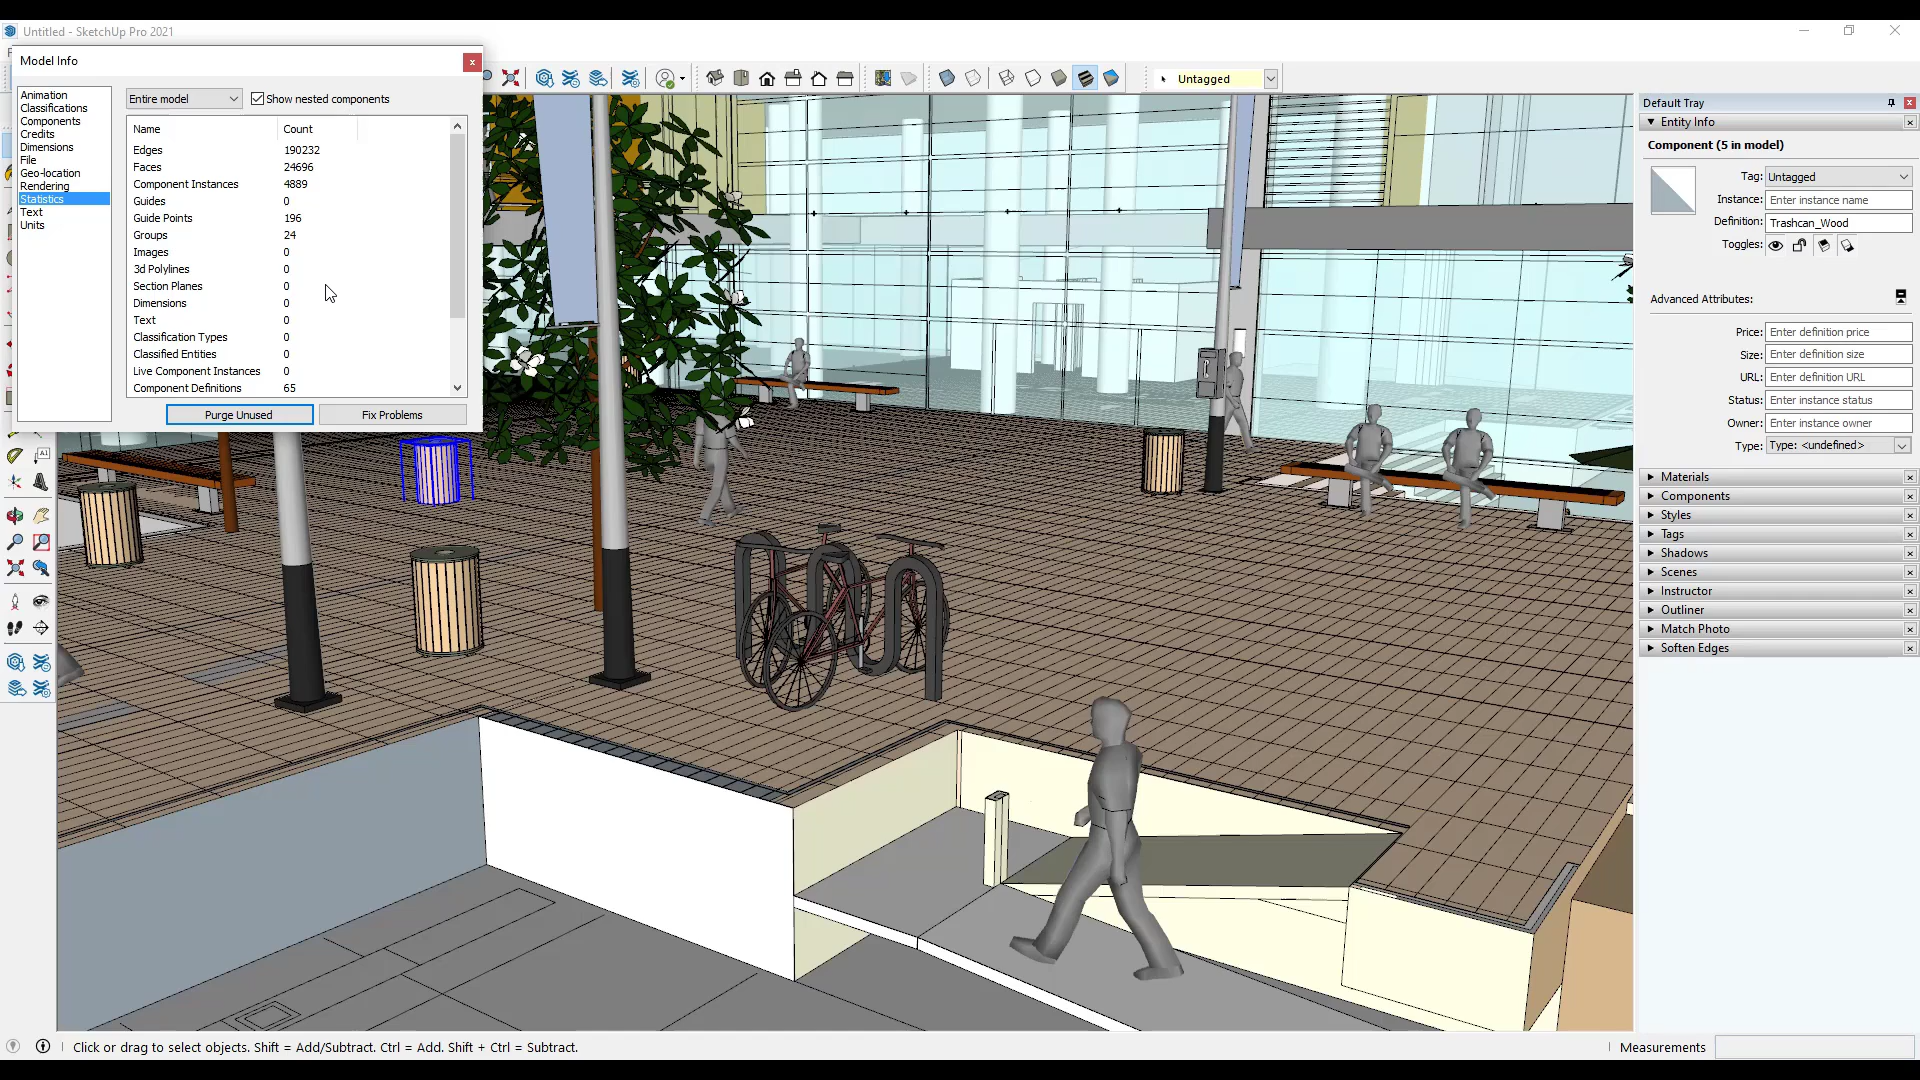 Untitled - SketchUp Pro 2021
Model Info
Animation
Classifications
Components
Credits
Dimensions
File
Geo-location
Rendering
Statistics
Text
Units
Entire model
Show nested components
Name Count
Edges 190232
Faces 24696
Component Instances 4889
Guides 0
Guide Points 196
Groups 24
Images 0
3d Polylines 0
Section Planes 0
Dimensions 0
Text 0
Classification Types 0
Classified Entities 0
Live Component Instances 0
Component Definitions 65
Purge Unused Fix Problems
Untagged
Default Tray
Entity Info
Component (5 in model)
Tag: Untagged
Instance: Enter instance name
Definition: Trashcan_Wood
Toggles:
Advanced Attributes:
Price: Enter definition price
Size: Enter definition size
URL: Enter definition URL
Status: Enter instance status
Owner: Enter instance owner
Type: Type: <undefined>
Materials
Components
Styles
Tags
Shadows
Scenes
Instructor
Outliner
Match Photo
Soften Edges
Click or drag to select objects. Shift = Add/Subtract. Ctrl = Add. Shift + Ctrl = Subtract.
Measurements